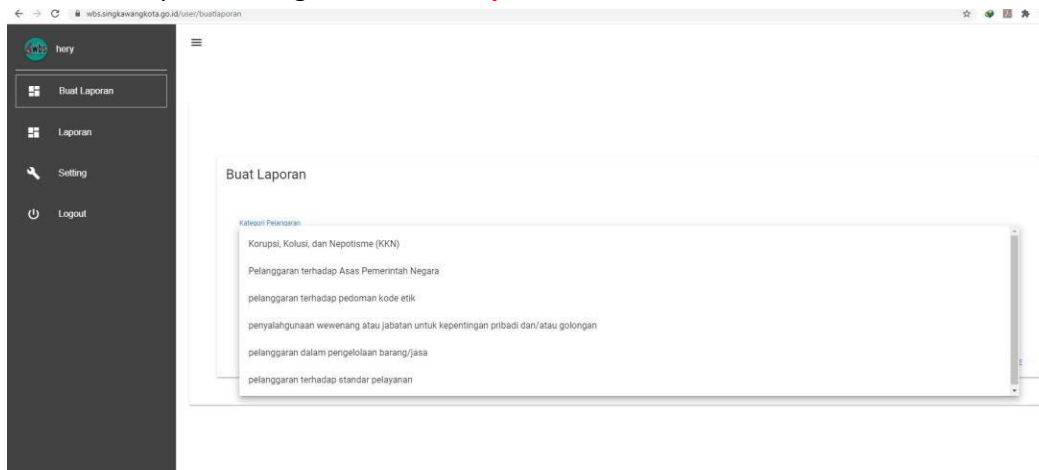 wbs.singkawangkota.go.id/user/buatlaporan
wbs
hery
Buat Laporan
Laporan
Setting
Logout
Buat Laporan
Kategori Pelangaran
Korupsi, Kolusi, dan Nepotisme (KKN)
Pelanggaran terhadap Asas Pemerintah Negara
pelanggaran terhadap pedoman kode etik
penyalahgunaan wewenang atau jabatan untuk kepentingan pribadi dan/atau golongan
pelanggaran dalam pengelolaan barang/jasa
pelanggaran terhadap standar pelayanan